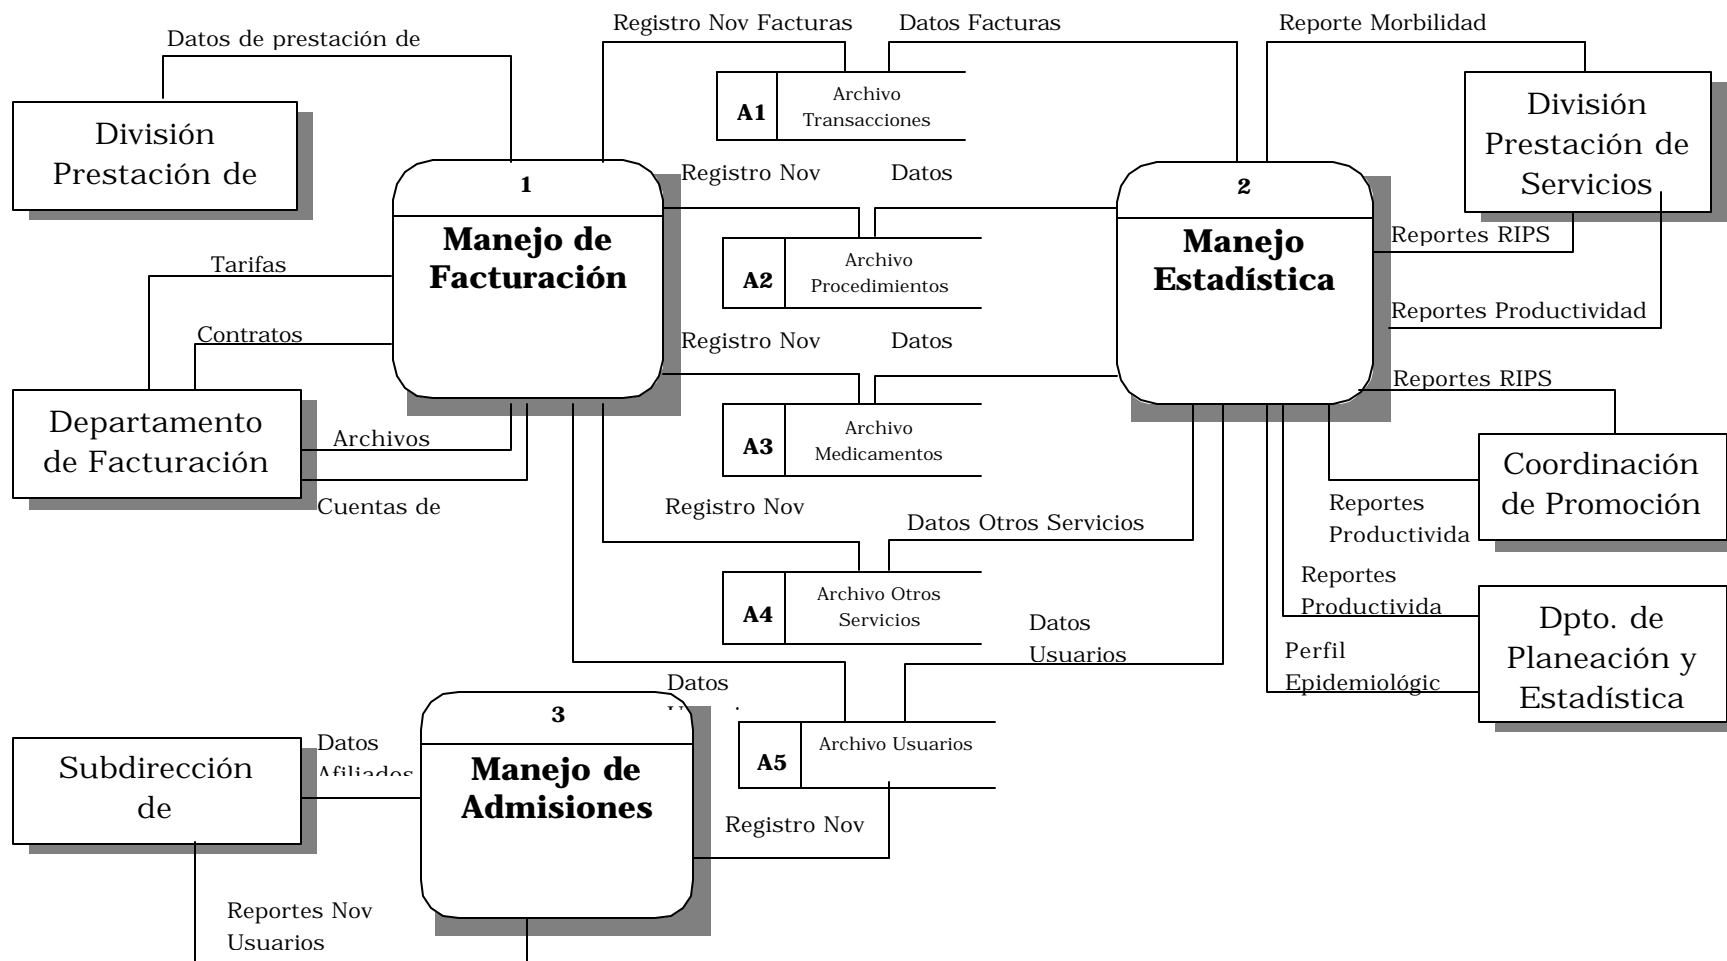 Registro Nov Facturas
Datos Facturas
Reporte Morbilidad
Datos de prestación de
División
Prestación de
A1
Archivo
Transacciones
División
Prestación de
Servicios
1
Manejo de
Facturación
Registro Nov
Datos
2
Manejo
Estadística
Reportes RIPS
Tarifas
A2
Archivo
Procedimientos
Reportes Productividad
Contratos
Registro Nov
Datos
Reportes RIPS
Departamento
de Facturación
Archivos
Cuentas de
A3
Archivo
Medicamentos
Coordinación
de Promoción
Reportes
Productivida
Registro Nov
Datos Otros Servicios
Reportes
Productivida
A4
Archivo Otros
Servicios
Dpto. de
Planeación y
Estadística
Datos
Usuarios
Perfil
Epidemiológic
Datos
3
Manejo de
Admisiones
A5
Archivo Usuarios
Subdirección
de
Datos
Afiliados
Registro Nov
Reportes Nov
Usuarios